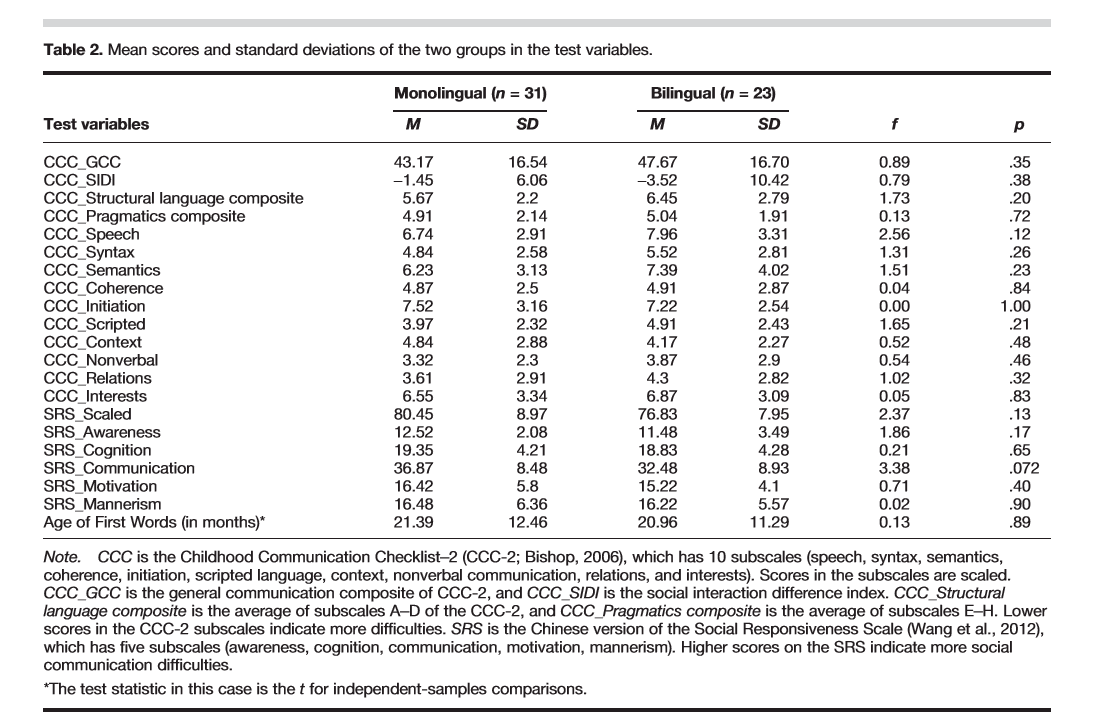 Table 2. Mean scores and standard deviations of the two groups in the test variables.
Monolingual (n = 31) Bilingual (n = 23)
Test variables M SD M SD f p
CCC_GCC 43.17 16.54 47.67 16.70 0.89 .35
CCC_SIDI −1.45 6.06 −3.52 10.42 0.79 .38
CCC_Structural language composite 5.67 2.2 6.45 2.79 1.73 .20
CCC_Pragmatics composite 4.91 2.14 5.04 1.91 0.13 .72
CCC_Speech 6.74 2.91 7.96 3.31 2.56 .12
CCC_Syntax 4.84 2.58 5.52 2.81 1.31 .26
CCC_Semantics 6.23 3.13 7.39 4.02 1.51 .23
CCC_Coherence 4.87 2.5 4.91 2.87 0.04 .84
CCC_Initiation 7.52 3.16 7.22 2.54 0.00 1.00
CCC_Scripted 3.97 2.32 4.91 2.43 1.65 .21
CCC_Context 4.84 2.88 4.17 2.27 0.52 .48
CCC_Nonverbal 3.32 2.3 3.87 2.9 0.54 .46
CCC_Relations 3.61 2.91 4.3 2.82 1.02 .32
CCC_Interests 6.55 3.34 6.87 3.09 0.05 .83
SRS_Scaled 80.45 8.97 76.83 7.95 2.37 .13
SRS_Awareness 12.52 2.08 11.48 3.49 1.86 .17
SRS_Cognition 19.35 4.21 18.83 4.28 0.21 .65
SRS_Communication 36.87 8.48 32.48 8.93 3.38 .072
SRS_Motivation 16.42 5.8 15.22 4.1 0.71 .40
SRS_Mannerism 16.48 6.36 16.22 5.57 0.02 .90
Age of First Words (in months)* 21.39 12.46 20.96 11.29 0.13 .89
Note. CCC is the Childhood Communication Checklist–2 (CCC-2; Bishop, 2006), which has 10 subscales (speech, syntax, semantics,
coherence, initiation, scripted language, context, nonverbal communication, relations, and interests). Scores in the subscales are scaled.
CCC_GCC is the general communication composite of CCC-2, and CCC_SIDI is the social interaction difference index. CCC_Structural
language composite is the average of subscales A–D of the CCC-2, and CCC_Pragmatics composite is the average of subscales E–H. Lower
scores in the CCC-2 subscales indicate more difficulties. SRS is the Chinese version of the Social Responsiveness Scale (Wang et al., 2012),
which has five subscales (awareness, cognition, communication, motivation, mannerism). Higher scores on the SRS indicate more social
communication difficulties.
*The test statistic in this case is the t for independent-samples comparisons.